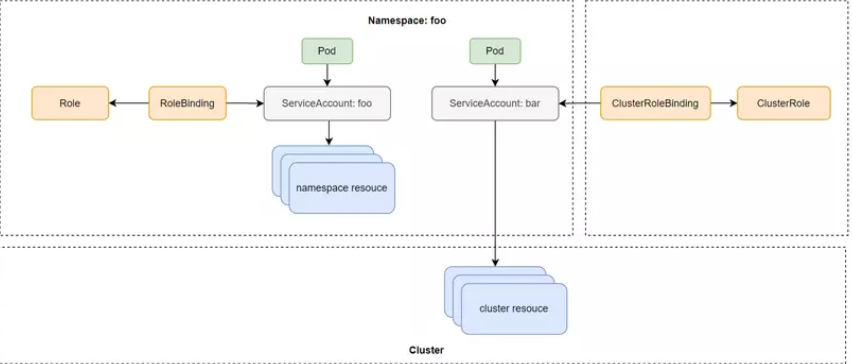 Namespace: foo
Pod
Pod
Role
RoleBinding
ServiceAccount: foo
ServiceAccount: bar
ClusterRoleBinding
ClusterRole
namespace resouce
cluster resouce
Cluster